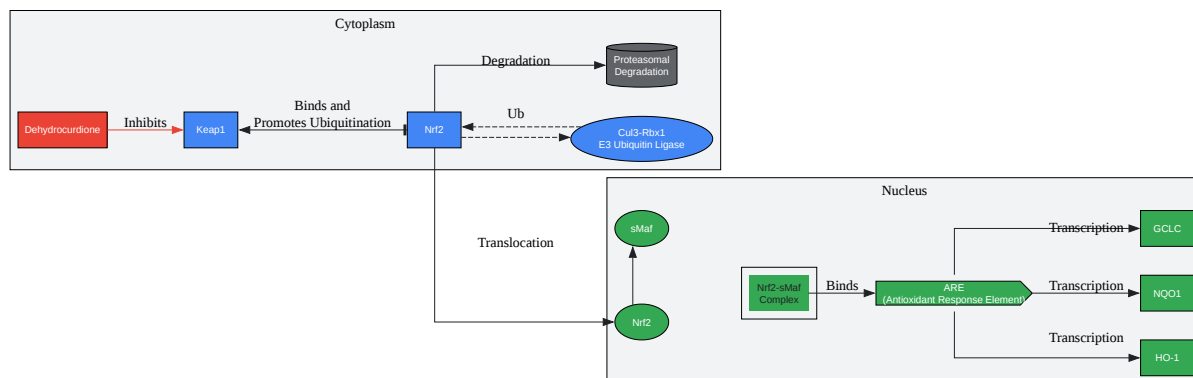 Cytoplasm
Degradation
Proteasomal
Degradation
Dehydrocurdione
Inhibits
Keap1
Binds and
Promotes Ubiquitination
Nrf2
Ub
Cul3-Rbx1
E3 Ubiquitin Ligase
Translocation
Nucleus
sMaf
Nrf2
Nrf2-sMaf
Complex
Binds
ARE
(Antioxidant Response Element)
Transcription
GCLC
Transcription
NQO1
Transcription
HO-1